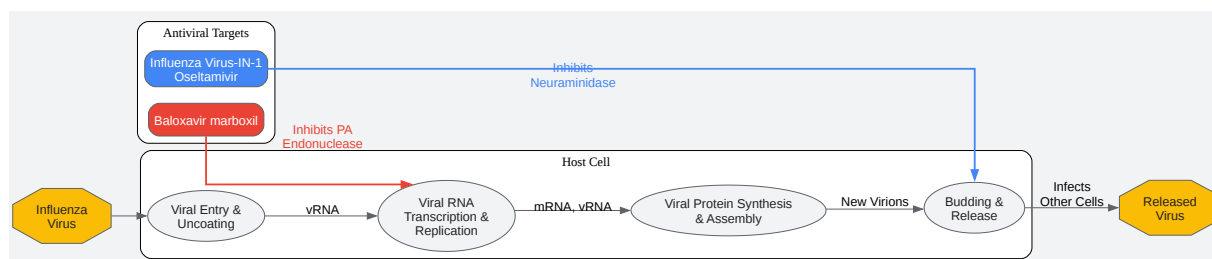 Antiviral Targets
Influenza Virus-IN-1
Oseltamivir
Inhibits
Neuraminidase
Baloxavir marboxil
Inhibits PA
Endonuclease
Host Cell
Influenza
Virus
Viral Entry &
Uncoating
vRNA
Viral RNA
Transcription &
Replication
mRNA, vRNA
Viral Protein Synthesis
& Assembly
New Virions
Budding &
Release
Infects
Other Cells
Released
Virus